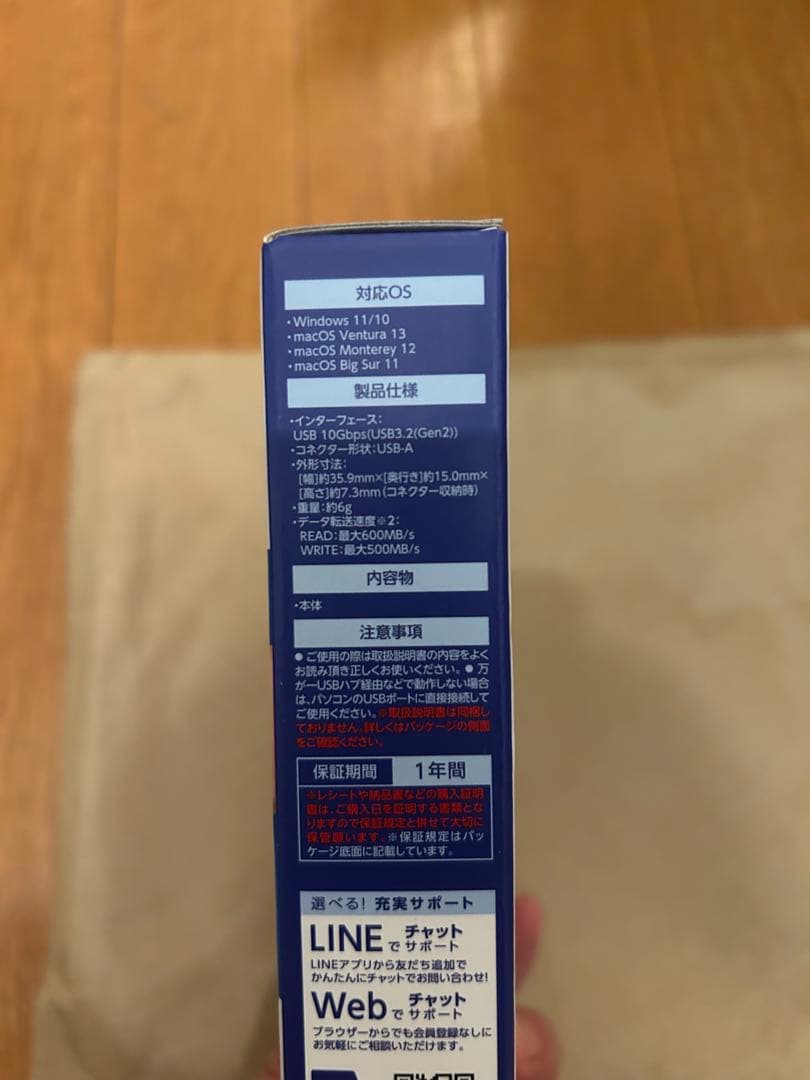 対応OS
・Windows 11/10
・macOS Ventura 13
・macOS Monterey 12
・macOS Big Sur 11
製品仕様
・インターフェース：
USB 10Gbps(USB3.2(Gen2))
・コネクター形状：USB-A
・外形寸法：
[幅]約35.9mm×[奥行き]約15.0mm×
[高さ]約7.3mm（コネクター収納時）
・重量：約6g
・データ転送速度※2：
READ：最大600MB/s
WRITE：最大500MB/s
内容物
・本体
注意事項
● ご使用の際は取扱説明書の内容をよく
お読み頂き正しくお使いください。● 万
が一USBハブ経由などで動作しない場合
は、パソコンのUSBポートに直接接続して
ご使用ください。※取扱説明書は同梱し
ておりません。詳しくはパッケージの側面
をご確認ください。
保証期間 1年間
※レシートや納品書などの購入証明
書は、ご購入日を証明する書類とな
りますので保証規定と併せて大切に
保管願います。※保証規定はパッ
ケージ底面に記載しています。
選べる！ 充実サポート
LINEで チャットサポート
LINEアプリから友だち追加で
かんたんにチャットでお問い合わせ！
Webで チャットサポート
ブラウザーからでも会員登録なしに
お気軽にご相談いただけます。